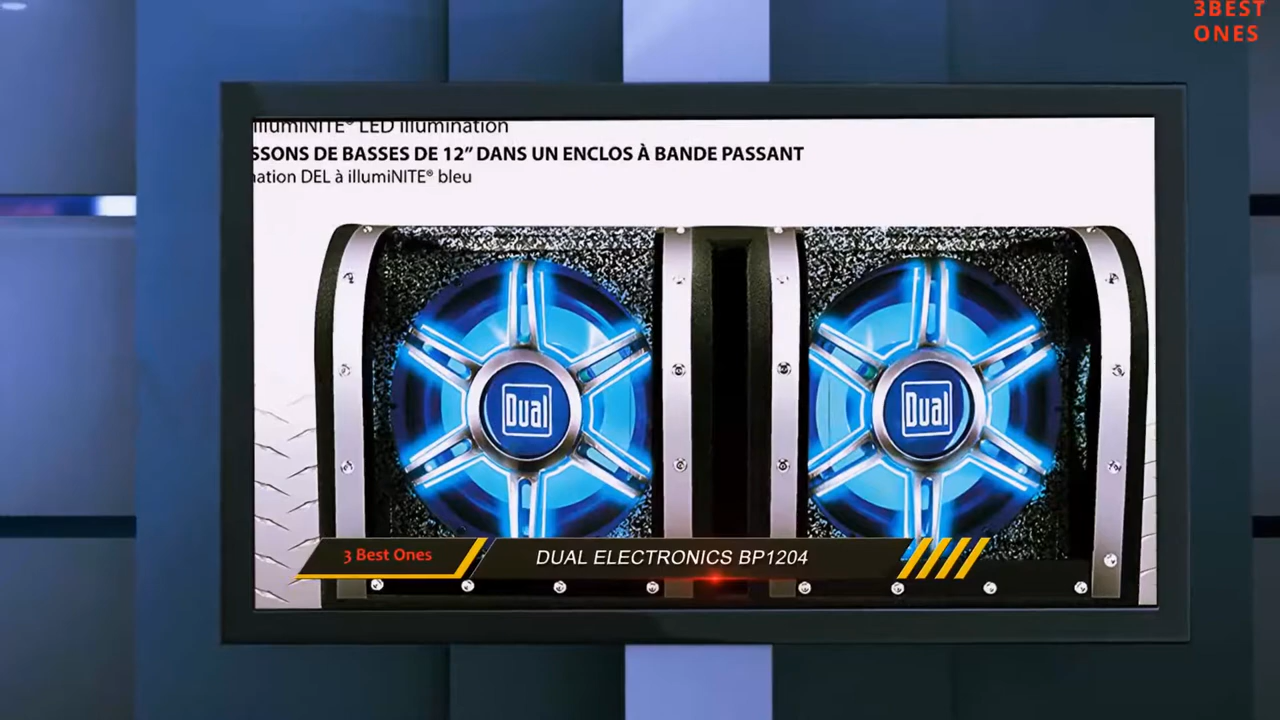 3BEST
ONES
illumiNITE® LED Illumination
SSONS DE BASSES DE 12” DANS UN ENCLOS À BANDE PASSANT
nation DEL à illumiNITE® bleu
Dual
Dual
3 Best Ones
DUAL ELECTRONICS BP1204